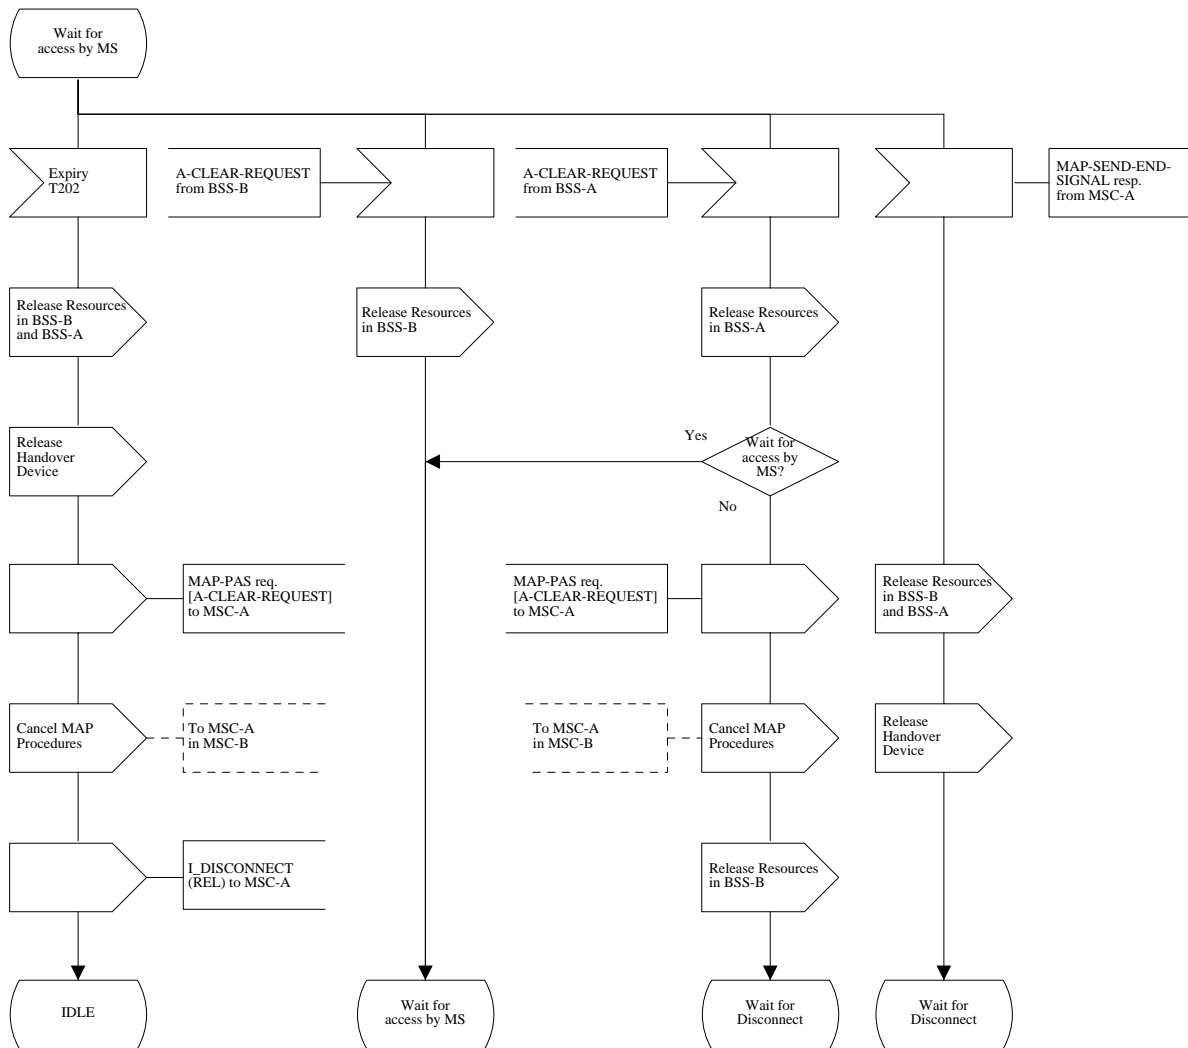 Wait for
access by MS
Expiry
T202
A-CLEAR-REQUEST
from BSS-B
A-CLEAR-REQUEST
from BSS-A
MAP-SEND-END-
SIGNAL resp.
from MSC-A
Release Resources
in BSS-B
and BSS-A
Release Resources
in BSS-B
Release Resources
in BSS-A
Release
Handover
Device
Yes
Wait for
access by
MS?
No
MAP-PAS req.
[A-CLEAR-REQUEST]
to MSC-A
MAP-PAS req.
[A-CLEAR-REQUEST]
to MSC-A
Release Resources
in BSS-B
and BSS-A
Cancel MAP
Procedures
To MSC-A
in MSC-B
To MSC-A
in MSC-B
Cancel MAP
Procedures
Release
Handover
Device
I_DISCONNECT
(REL) to MSC-A
Release Resources
in BSS-B
IDLE
Wait for
access by MS
Wait for
Disconnect
Wait for
Disconnect